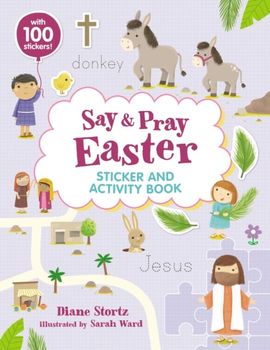 with
100
stickers!
donkey
Say & Pray
Easter
STICKER AND
ACTIVITY BOOK
Jesus
Diane Stortz
illustrated by Sarah Ward